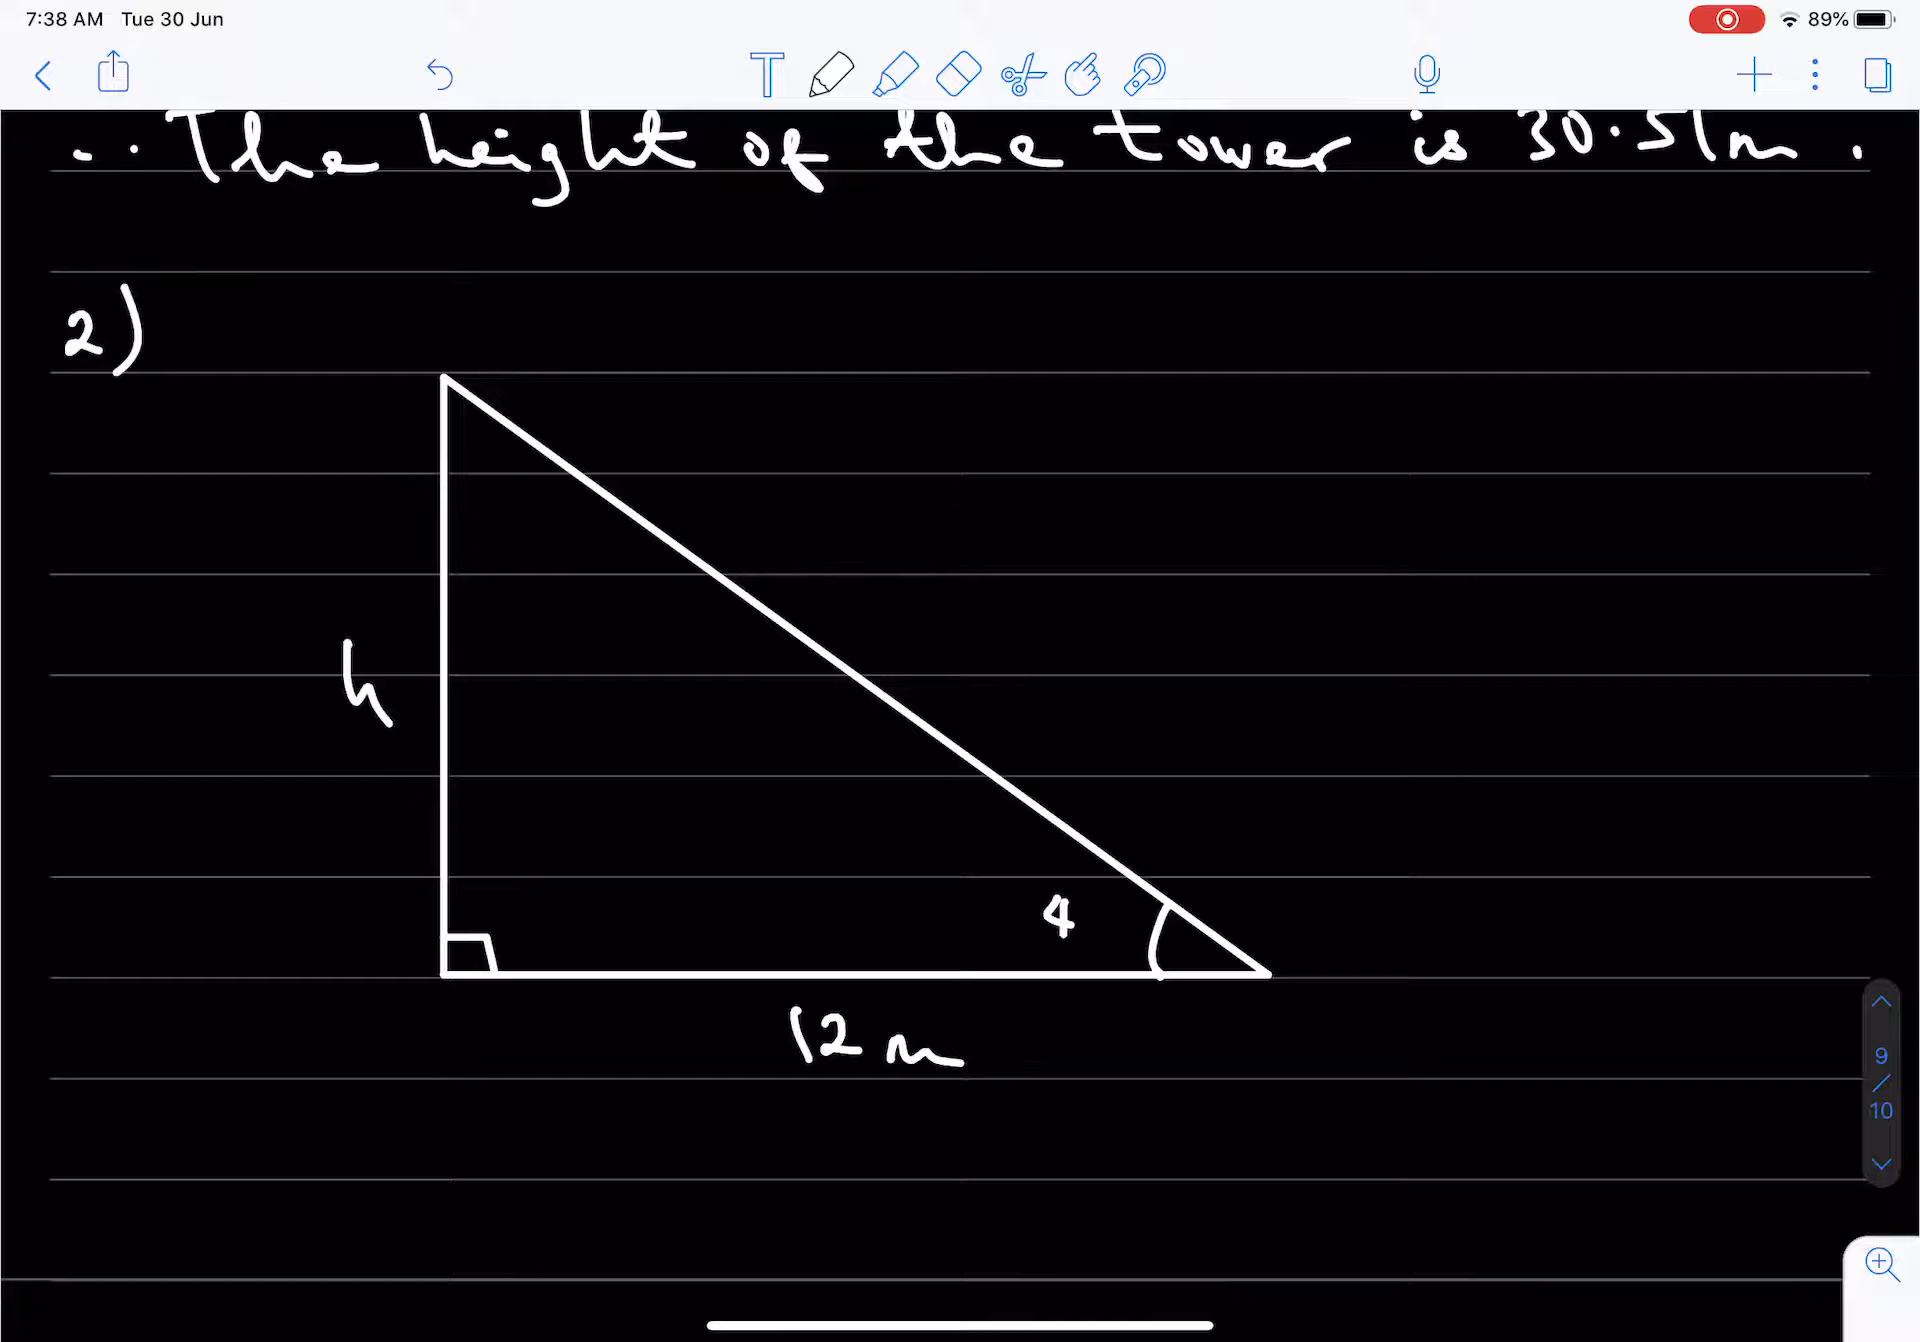 7:38 AM Tue 30 Jun 89%
∴ The height of the tower is 30.51m.
2)
h
4
12 m
9
/
10